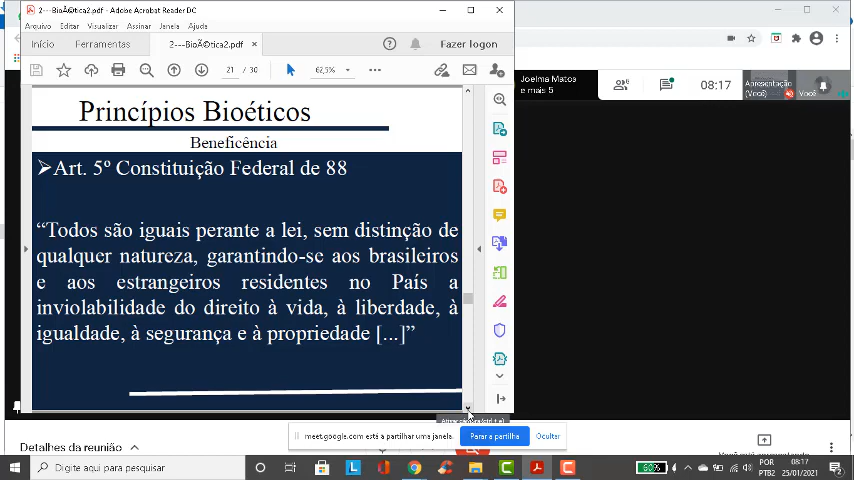 2---BioÃ©tica2.pdf - Adobe Acrobat Reader DC
Arquivo Editar Visualizar Assinar Janela Ajuda
Início Ferramentas 2---BioÃ©tica2.pdf × Fazer logon
21 / 30 62,5%
Joelma Matos
e mais 5
6
08:17
Apresentação
(Você)
Você
Princípios Bioéticos
Beneficência
Art. 5º Constituição Federal de 88
“Todos são iguais perante a lei, sem distinção de
qualquer natureza, garantindo-se aos brasileiros
e aos estrangeiros residentes no País a
inviolabilidade do direito à vida, à liberdade, à
igualdade, à segurança e à propriedade [...]”
meet.google.com está a partilhar uma janela. Parar a partilha Ocultar
Detalhes da reunião
Digite aqui para pesquisar
60%
POR
PTB2
08:17
25/01/2021
2